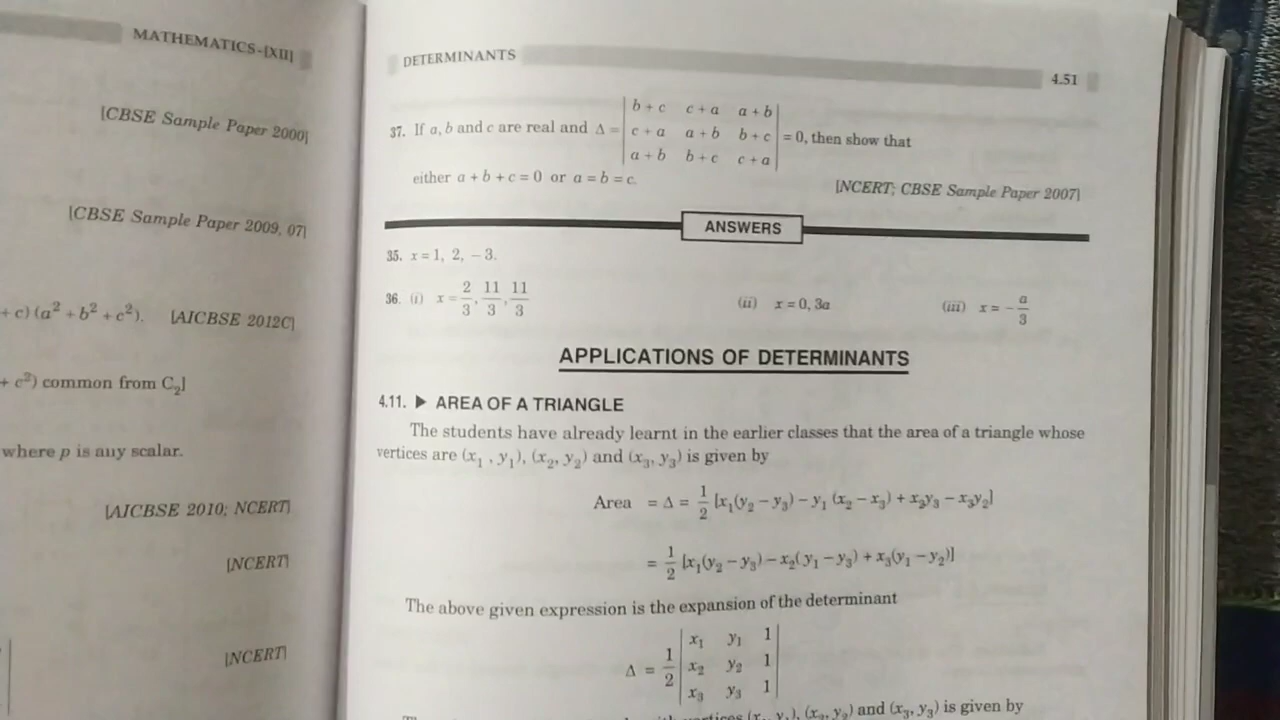 MATHEMATICS-[XII]
[CBSE Sample Paper 2000]
[CBSE Sample Paper 2009, 07]
+ c) (a² + b² + c²). [AICBSE 2012C]
+ c²) common from C₂]
where p is any scalar.
[AICBSE 2010; NCERT]
[NCERT]
[NCERT]
DETERMINANTS 4.51
37. If a, b and c are real and Δ = | b + c c + a a + b |
| c + a a + b b + c | = 0, then show that
| a + b b + c c + a |
either a + b + c = 0 or a = b = c.
[NCERT; CBSE Sample Paper 2007]
ANSWERS
35. x = 1, 2, – 3.
36. (i) x = 2/3, 11/3, 11/3 (ii) x = 0, 3a (iii) x = – a/3
APPLICATIONS OF DETERMINANTS
4.11. ▶ AREA OF A TRIANGLE
The students have already learnt in the earlier classes that the area of a triangle whose
vertices are (x₁ , y₁), (x₂, y₂) and (x₃, y₃) is given by
Area = Δ = 1/2 [x₁(y₂ – y₃) – y₁ (x₂ – x₃) + x₂y₃ – x₃y₂]
= 1/2 [x₁(y₂ – y₃) – x₂(y₁ – y₃) + x₃(y₁ – y₂)]
The above given expression is the expansion of the determinant
Δ = 1/2 | x₁ y₁ 1 |
| x₂ y₂ 1 |
| x₃ y₃ 1 |
vertices (x₁, y₁), (x₂, y₂) and (x₃, y₃) is given by